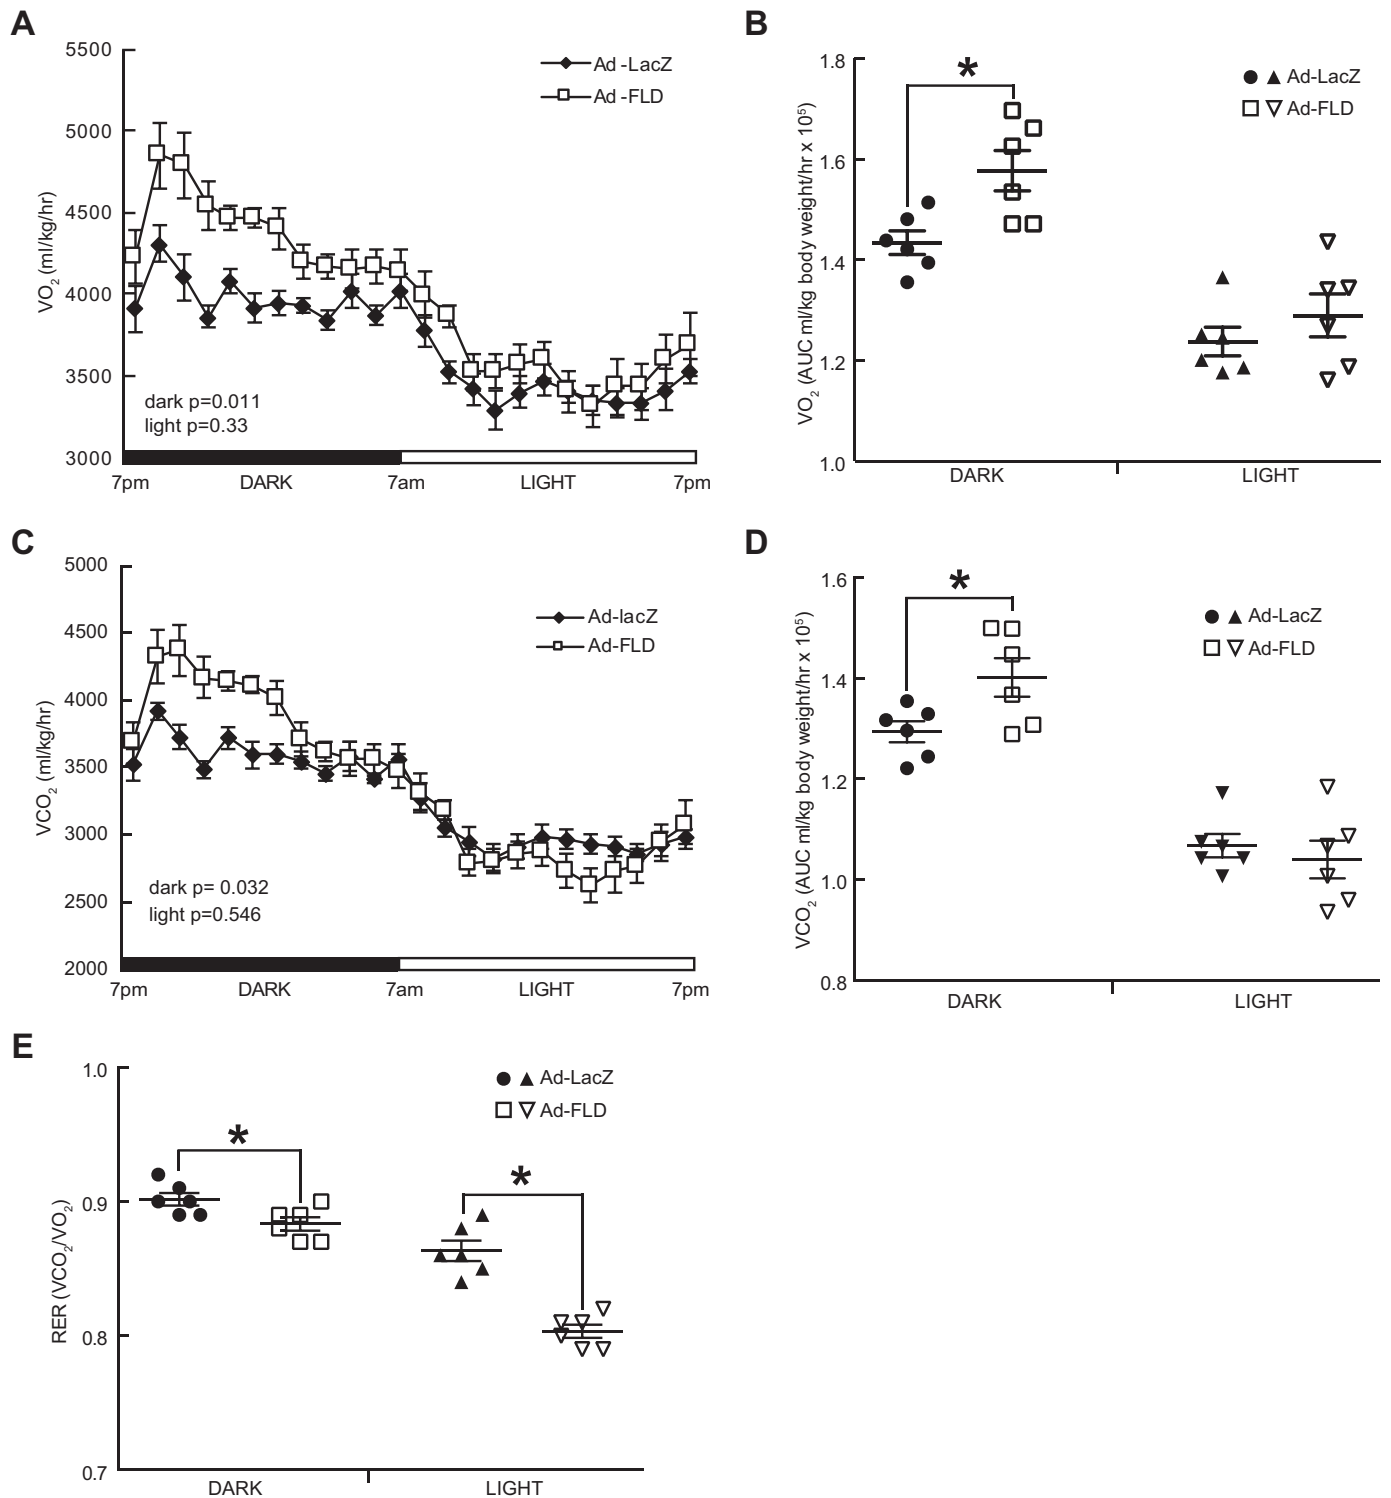 A
5500
5000
4500
4000
3500
3000
VO₂ (ml/kg/hr)
Ad-LacZ
Ad-FLD
dark p=0.011
light p=0.33
7pm DARK 7am LIGHT 7pm
B
1.8
1.6
1.4
1.2
1.0
VO₂ (AUC ml/kg body weight/hr x 10⁵)
*
Ad-LacZ
Ad-FLD
DARK LIGHT
C
5000
4500
4000
3500
3000
2500
2000
VCO₂ (ml/kg/hr)
Ad-lacZ
Ad-FLD
dark p= 0.032
light p=0.546
7pm DARK 7am LIGHT 7pm
D
1.6
1.4
1.2
1.0
0.8
VCO₂ (AUC ml/kg body weight/hr x 10⁵)
*
Ad-LacZ
Ad-FLD
DARK LIGHT
E
1.0
0.9
0.8
0.7
RER (VCO₂/VO₂)
*
*
Ad-LacZ
Ad-FLD
DARK LIGHT